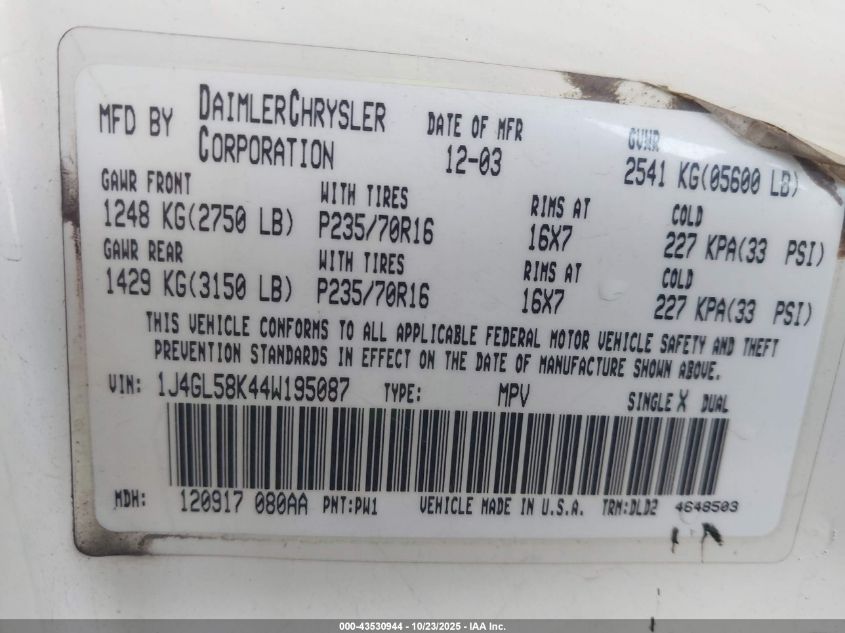 MFD BY DAIMLERCHRYSLER CORPORATION
DATE OF MFR 12-03
GVWR 2541 KG(05600 LB)
GAWR FRONT WITH TIRES RIMS AT COLD
1248 KG(2750 LB) P235/70R16 16X7 227 KPA(33 PSI)
GAWR REAR WITH TIRES RIMS AT COLD
1429 KG(3150 LB) P235/70R16 16X7 227 KPA(33 PSI)
THIS VEHICLE CONFORMS TO ALL APPLICABLE FEDERAL MOTOR VEHICLE SAFETY AND THEFT
PREVENTION STANDARDS IN EFFECT ON THE DATE OF MANUFACTURE SHOWN ABOVE.
VIN: 1J4GL58K44W195087 TYPE: MPV SINGLE X DUAL
MDH: 120917 080AA PNT:PW1 VEHICLE MADE IN U.S.A. TRM:DLD2 4648503
000-43530944 - 10/23/2025 - IAA Inc.